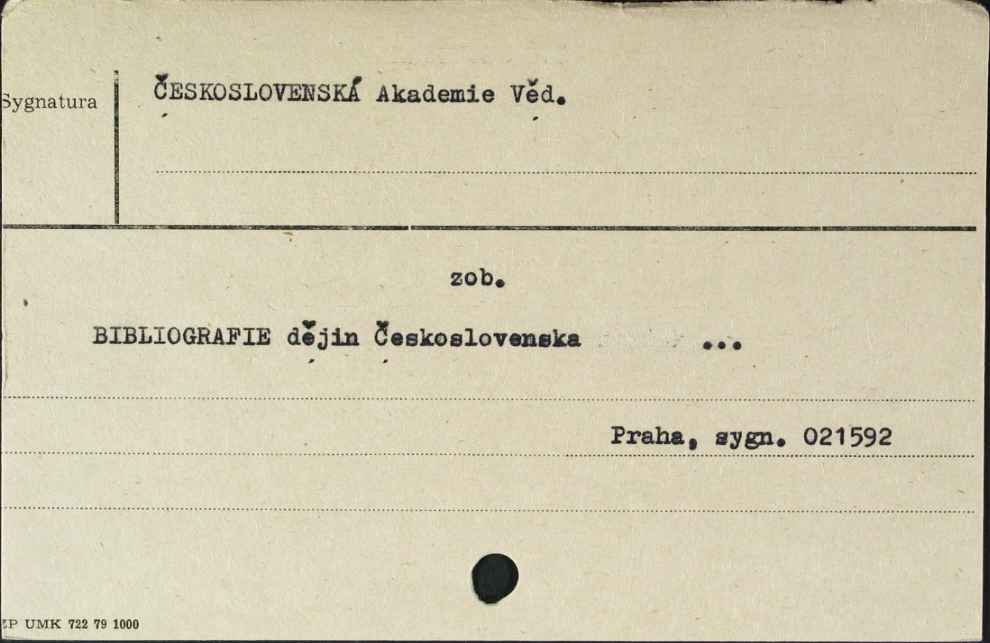 Sygnatura
ČESKOSLOVENSKÁ Akademie Věd.
zob.
BIBLIOGRAFIE dějin Československa ...
Praha, sygn. 021592
ZP UMK 722 79 1000